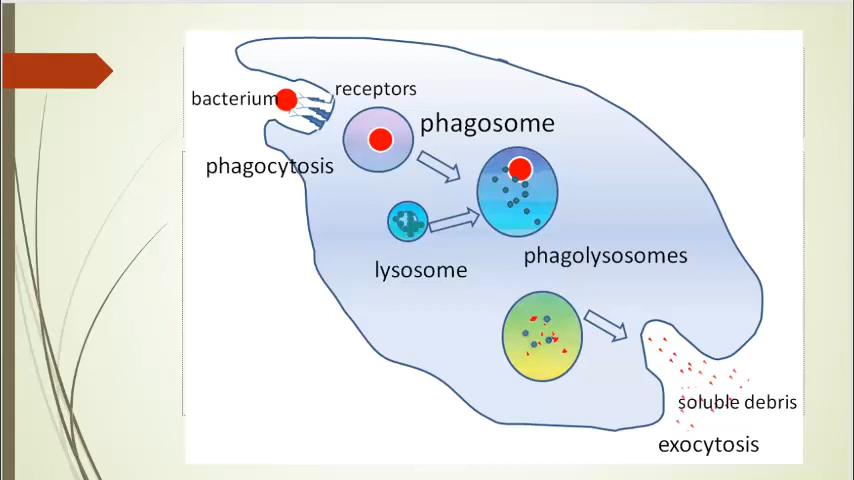 receptors
bacterium
phagosome
phagocytosis
phagolysosomes
lysosome
soluble debris
exocytosis